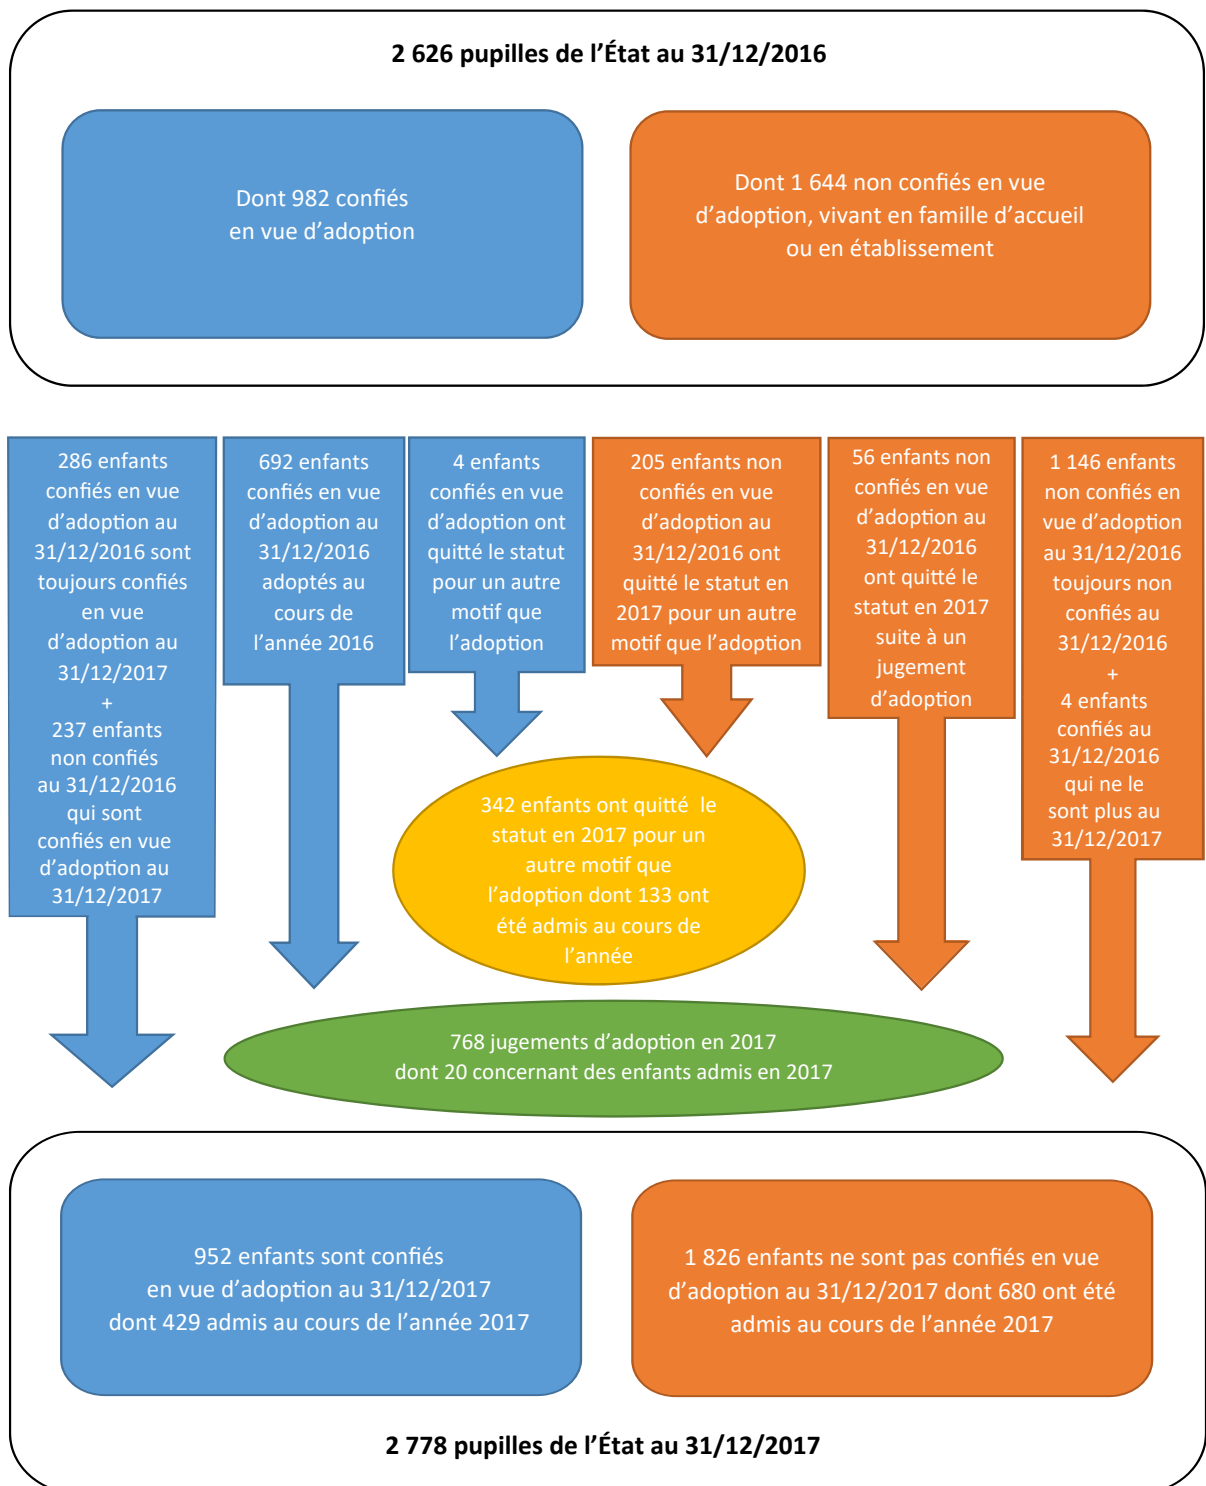 2 626 pupilles de l’État au 31/12/2016
Dont 982 confiés
en vue d’adoption
Dont 1 644 non confiés en vue
d’adoption, vivant en famille d’accueil
ou en établissement
286 enfants
confiés en vue
d’adoption au
31/12/2016 sont
toujours confiés
en vue
d’adoption au
31/12/2017
+
237 enfants
non confiés
au 31/12/2016
qui sont
confiés en vue
d’adoption au
31/12/2017
692 enfants
confiés en vue
d’adoption au
31/12/2016
adoptés au
cours de
l’année 2016
4 enfants
confiés en vue
d’adoption ont
quitté le statut
pour un autre
motif que
l’adoption
205 enfants non
confiés en vue
d’adoption au
31/12/2016 ont
quitté le statut en
2017 pour un autre
motif que l’adoption
56 enfants non
confiés en vue
d’adoption au
31/12/2016
ont quitté le
statut en 2017
suite à un
jugement
d’adoption
1 146 enfants
non confiés en
vue d’adoption
au 31/12/2016
toujours non
confiés au
31/12/2016
+
4 enfants
confiés au
31/12/2016
qui ne le
sont plus au
31/12/2017
342 enfants ont quitté le
statut en 2017 pour un
autre motif que
l’adoption dont 133 ont
été admis au cours de
l’année
768 jugements d’adoption en 2017
dont 20 concernant des enfants admis en 2017
952 enfants sont confiés
en vue d’adoption au 31/12/2017
dont 429 admis au cours de l’année 2017
1 826 enfants ne sont pas confiés en vue
d’adoption au 31/12/2017 dont 680 ont été
admis au cours de l’année 2017
2 778 pupilles de l’État au 31/12/2017